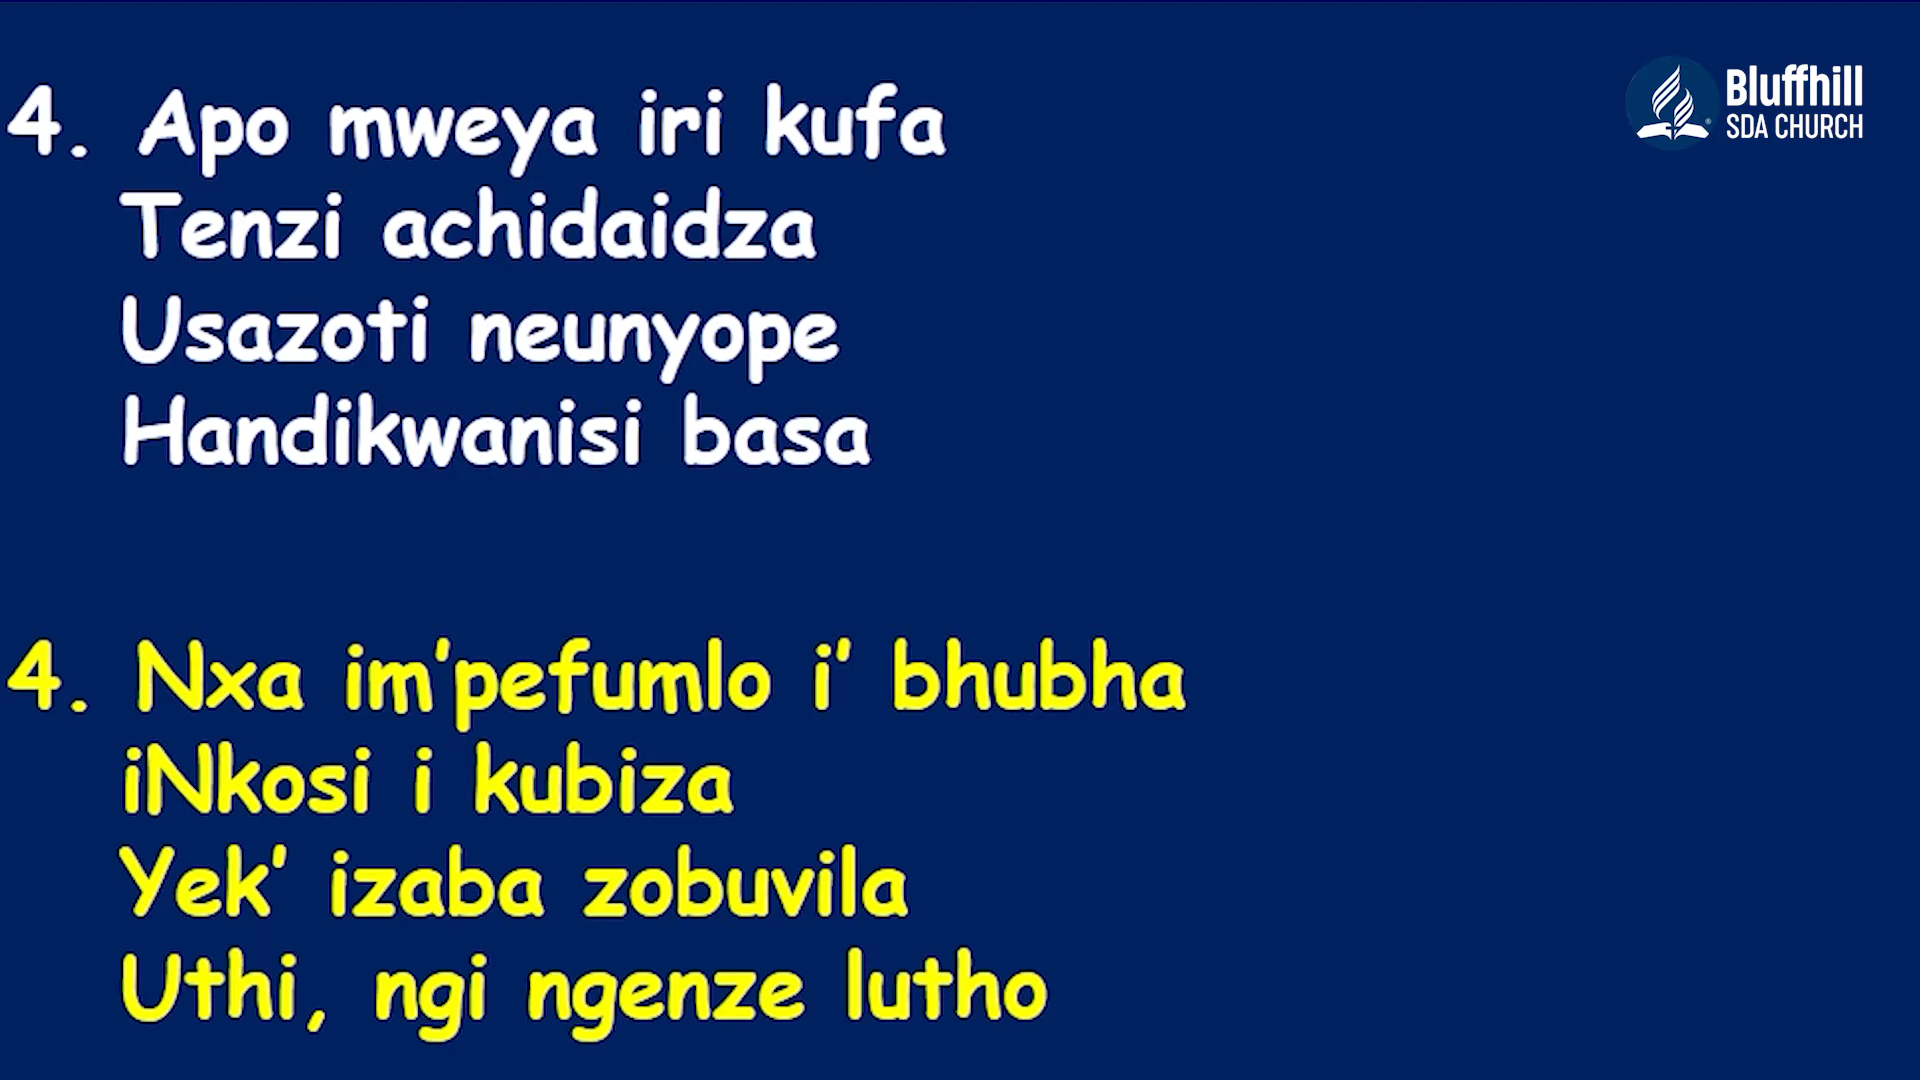 Bluffhill
SDA CHURCH
4. Apo mweya iri kufa
Tenzi achidaidza
Usazoti neunyope
Handikwanisi basa
4. Nxa im'pefumlo i' bhubha
iNkosi i kubiza
Yek' izaba zobuvila
Uthi, ngi ngenze lutho